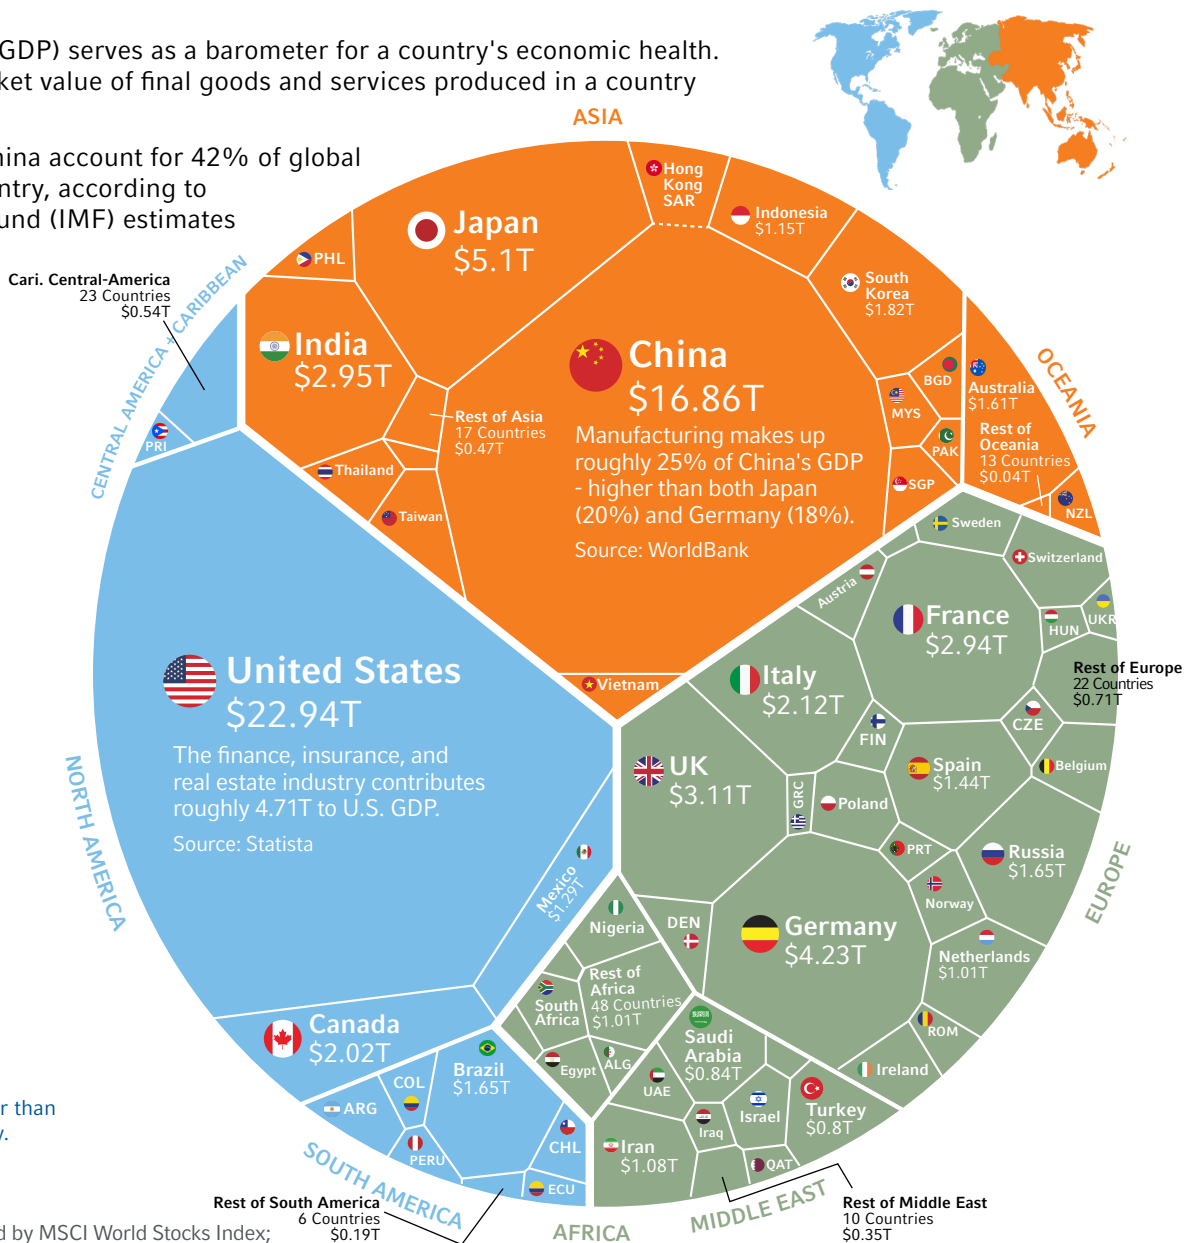 GDP) serves as a barometer for a country's economic health.
ket value of final goods and services produced in a country
hina account for 42% of global
ntry, according to
und (IMF) estimates
ASIA
Hong
Kong
SAR
Indonesia
$1.15T
Japan
$5.1T
PHL
South
Korea
$1.82T
Cari. Central-America
23 Countries
$0.54T
CENTRAL AMERICA + CARIBBEAN
PRI
India
$2.95T
China
$16.86T
Manufacturing makes up
roughly 25% of China's GDP
- higher than both Japan
(20%) and Germany (18%).
Source: WorldBank
Rest of Asia
17 Countries
$0.47T
Thailand
Taiwan
BGD
MYS
PAK
SGP
Vietnam
OCEANIA
Australia
$1.61T
Rest of
Oceania
13 Countries
$0.04T
NZL
United States
$22.94T
The finance, insurance, and
real estate industry contributes
roughly 4.71T to U.S. GDP.
Source: Statista
NORTH AMERICA
Mexico
$1.29T
Canada
$2.02T
Sweden
Switzerland
Austria
France
$2.94T
HUN
UKR
Rest of Europe
22 Countries
$0.71T
Italy
$2.12T
CZE
FIN
UK
$3.11T
Spain
$1.44T
Belgium
GRC
Poland
PRT
Russia
$1.65T
EUROPE
Norway
DEN
Germany
$4.23T
Netherlands
$1.01T
ROM
Ireland
Nigeria
Rest of
Africa
48 Countries
$1.01T
South
Africa
Egypt
ALG
Saudi
Arabia
$0.84T
UAE
Iraq
Israel
Turkey
$0.8T
Iran
$1.08T
QAT
Brazil
$1.65T
COL
ARG
PERU
CHL
ECU
SOUTH AMERICA
AFRICA
MIDDLE EAST
Rest of South America
6 Countries
$0.19T
Rest of Middle East
10 Countries
$0.35T
r than
y.
d by MSCI World Stocks Index;